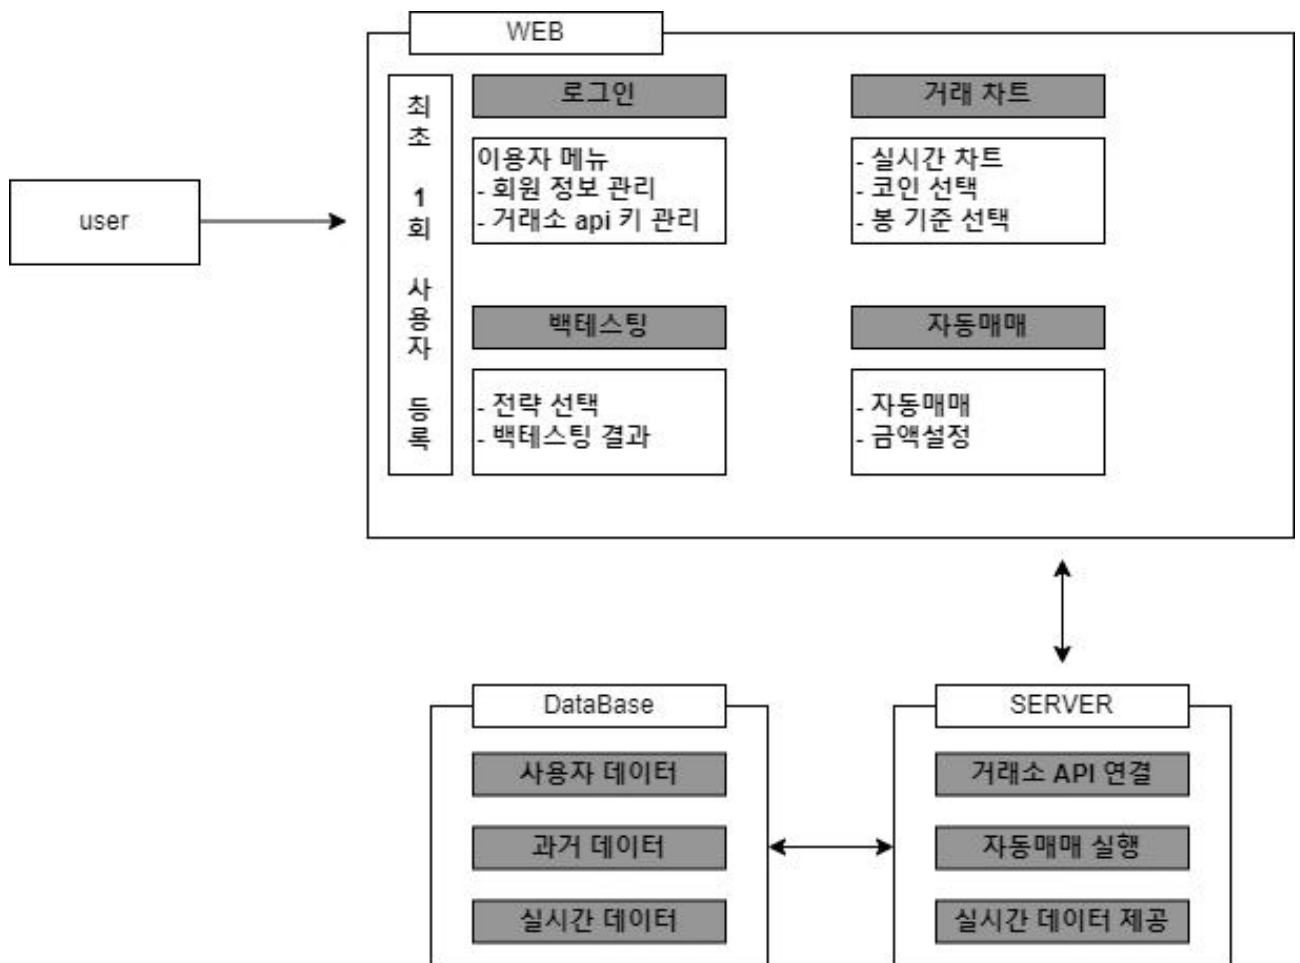 WEB
user
최초 1회 사용자 등록
로그인
이용자 메뉴
- 회원 정보 관리
- 거래소 api 키 관리
거래 차트
- 실시간 차트
- 코인 선택
- 봉 기준 선택
백테스팅
- 전략 선택
- 백테스팅 결과
자동매매
- 자동매매
- 금액설정
DataBase
사용자 데이터
과거 데이터
실시간 데이터
SERVER
거래소 API 연결
자동매매 실행
실시간 데이터 제공